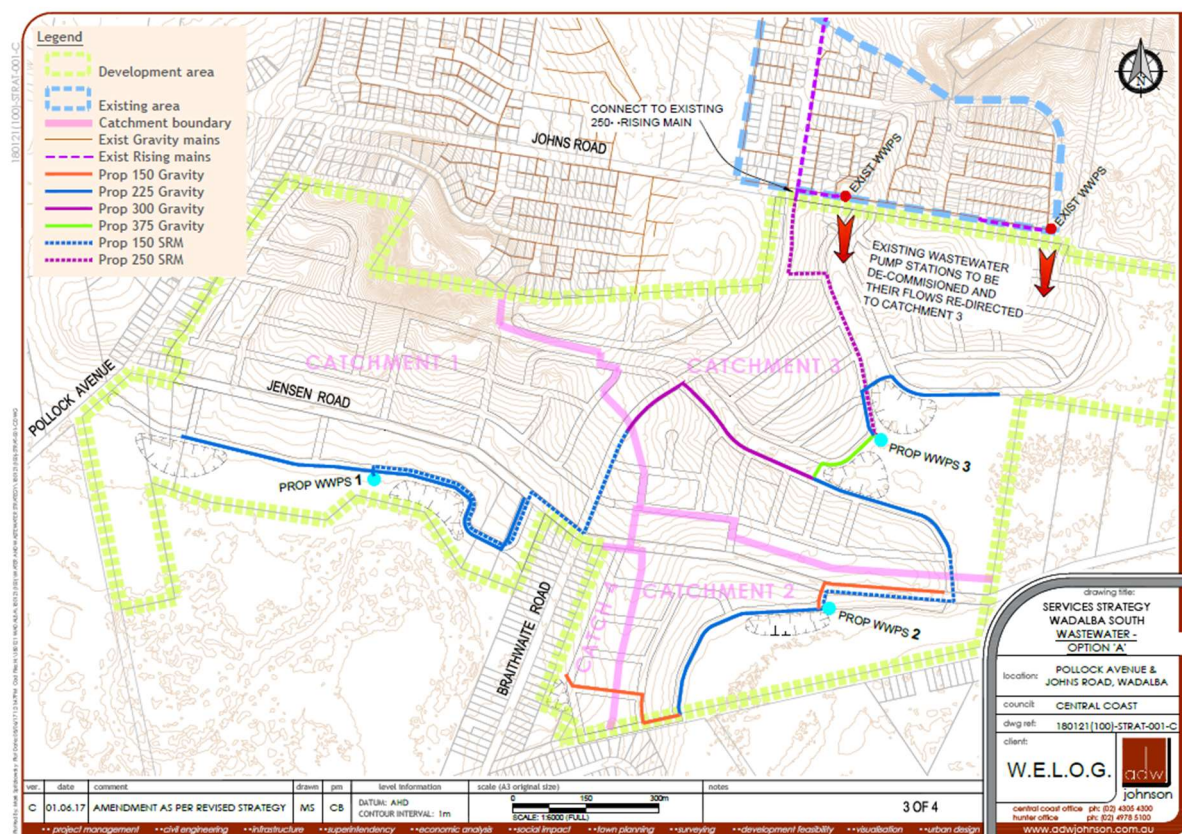 Legend
Development area
Existing area
Catchment boundary
Exist Gravity mains
Exist Rising mains
Prop 150 Gravity
Prop 225 Gravity
Prop 300 Gravity
Prop 375 Gravity
Prop 150 SRM
Prop 250 SRM
180121(100)-STRAT-001-C
CONNECT TO EXISTING
250 RISING MAIN
JOHNS ROAD
EXIST WWPS
EXIST WWPS
N
EXISTING WASTEWATER
PUMP STATIONS TO BE
DE-COMMISIONED AND
THEIR FLOWS RE-DIRECTED
TO CATCHMENT 3
CATCHMENT 1
CATCHMENT 3
POLLOCK AVENUE
JENSEN ROAD
PROP WWPS 1
PROP WWPS 3
CATCHMENT 2
CATCH 4
PROP WWPS 2
BRAITHWAITE ROAD
drawing title:
SERVICES STRATEGY
WADALBA SOUTH
WASTEWATER -
OPTION 'A'
location: POLLOCK AVENUE &
JOHNS ROAD, WADALBA
council: CENTRAL COAST
dwg ref: 180121(100)-STRAT-001-C
client:
W.E.L.O.G.
adw
johnson
central coast office ph: (02) 4305 4300
hunter office ph: (02) 4978 5100
www.adwjohnson.com.au
ver. date comment drawn pm level information scale (A3 original size) notes
C 01.06.17 AMENDMENT AS PER REVISED STRATEGY MS CB DATUM: AHD
CONTOUR INTERVAL: 1m
0 150 300m
SCALE: 1:6000 (FULL)
3 OF 4
•• project management ••civil engineering ••infrastructure ••superintendency ••economic analysis ••social impact ••town planning ••surveying ••development feasibility ••visualisation ••urban design